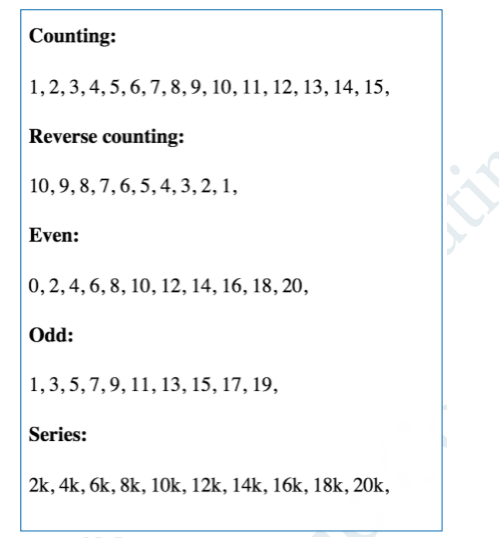 Counting:
1, 2, 3, 4, 5, 6, 7, 8, 9, 10, 11, 12, 13, 14, 15,
Reverse counting:
10, 9, 8, 7, 6, 5, 4, 3, 2, 1,
Even:
0, 2, 4, 6, 8, 10, 12, 14, 16, 18, 20,
Odd:
1, 3, 5, 7, 9, 11, 13, 15, 17, 19,
Series:
2k, 4k, 6k, 8k, 10k, 12k, 14k, 16k, 18k, 20k,